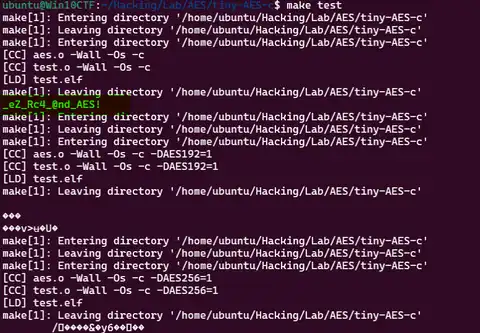 ubuntu@Win10CTF:~/Hacking/Lab/AES/tiny-AES-c$ make test
make[1]: Entering directory '/home/ubuntu/Hacking/Lab/AES/tiny-AES-c'
make[1]: Leaving directory '/home/ubuntu/Hacking/Lab/AES/tiny-AES-c'
make[1]: Entering directory '/home/ubuntu/Hacking/Lab/AES/tiny-AES-c'
[CC] aes.o -Wall -Os -c
[CC] test.o -Wall -Os -c
[LD] test.elf
make[1]: Leaving directory '/home/ubuntu/Hacking/Lab/AES/tiny-AES-c'
_eZ_Rc4_@nd_AES!
make[1]: Entering directory '/home/ubuntu/Hacking/Lab/AES/tiny-AES-c'
make[1]: Leaving directory '/home/ubuntu/Hacking/Lab/AES/tiny-AES-c'
make[1]: Entering directory '/home/ubuntu/Hacking/Lab/AES/tiny-AES-c'
[CC] aes.o -Wall -Os -c -DAES192=1
[CC] test.o -Wall -Os -c -DAES192=1
[LD] test.elf
make[1]: Leaving directory '/home/ubuntu/Hacking/Lab/AES/tiny-AES-c'
���
make[1]: Entering directory '/home/ubuntu/Hacking/Lab/AES/tiny-AES-c'
make[1]: Leaving directory '/home/ubuntu/Hacking/Lab/AES/tiny-AES-c'
make[1]: Entering directory '/home/ubuntu/Hacking/Lab/AES/tiny-AES-c'
[CC] aes.o -Wall -Os -c -DAES256=1
[CC] test.o -Wall -Os -c -DAES256=1
[LD] test.elf
make[1]: Leaving directory '/home/ubuntu/Hacking/Lab/AES/tiny-AES-c'